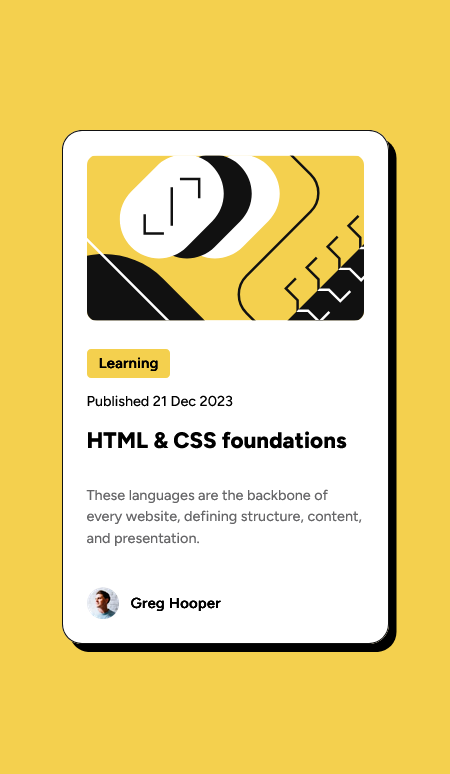 Learning
Published 21 Dec 2023
HTML & CSS foundations
These languages are the backbone of
every website, defining structure, content,
and presentation.
Greg Hooper